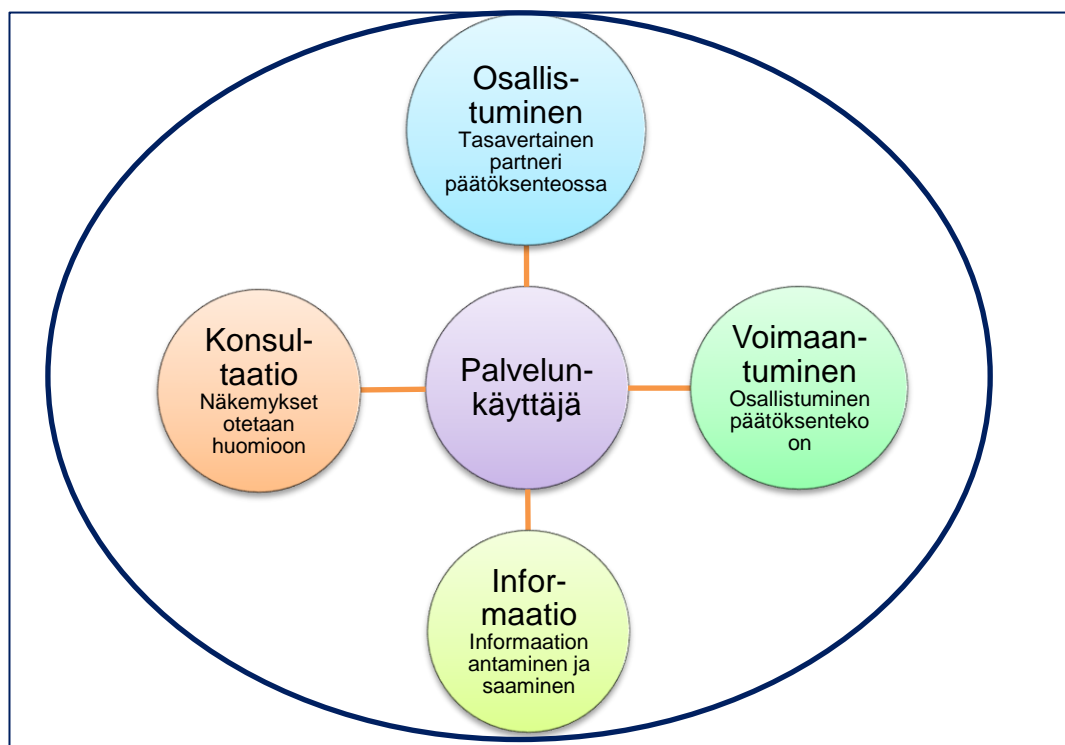 Osallis-
tuminen
Tasavertainen
partneri
päätöksenteossa
Konsul-
taatio
Näkemykset
otetaan
huomioon
Palvelun-
käyttäjä
Voimaan-
tuminen
Osallistuminen
päätöksenteko
on
Infor-
maatio
Informaation
antaminen ja
saaminen